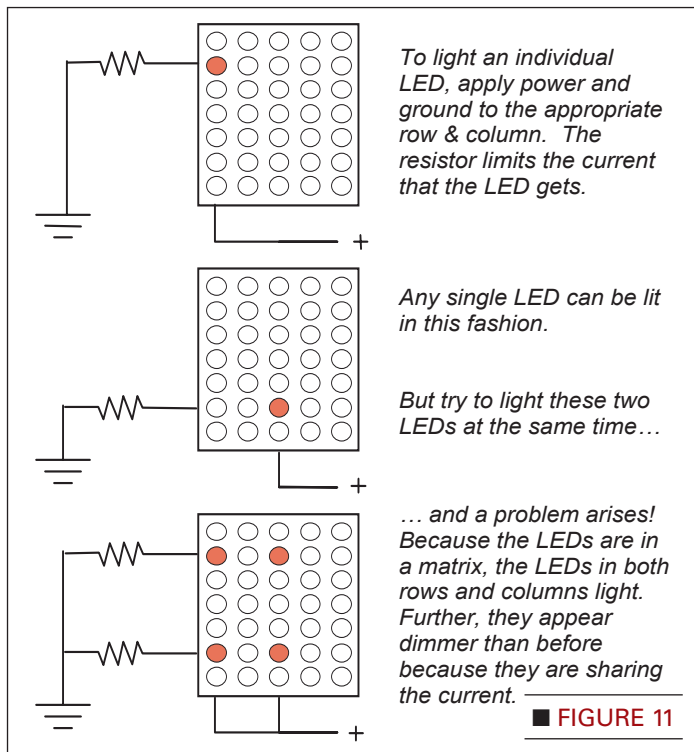 To light an individual
LED, apply power and
ground to the appropriate
row & column. The
resistor limits the current
that the LED gets.
+
Any single LED can be lit
in this fashion.
But try to light these two
LEDs at the same time…
+
… and a problem arises!
Because the LEDs are in
a matrix, the LEDs in both
rows and columns light.
Further, they appear
dimmer than before
because they are sharing
the current.
+
■ FIGURE 11